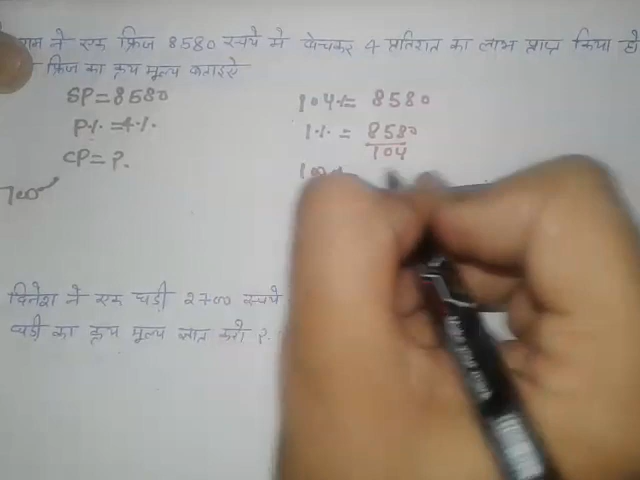 ने एक फ्रिज 8580 रुपये मे बेचकर 4 प्रतिशत का लाभ प्राप्त किया हो
फ्रिज का क्रय मूल्य बताइऐ
SP = 8580
P% = 4%
CP = ?
104% = 8580
1% = 8580/104
दिनेश ने एक घड़ी 2700 रुपये
घड़ी का क्रय मूल्य ज्ञात करो ?